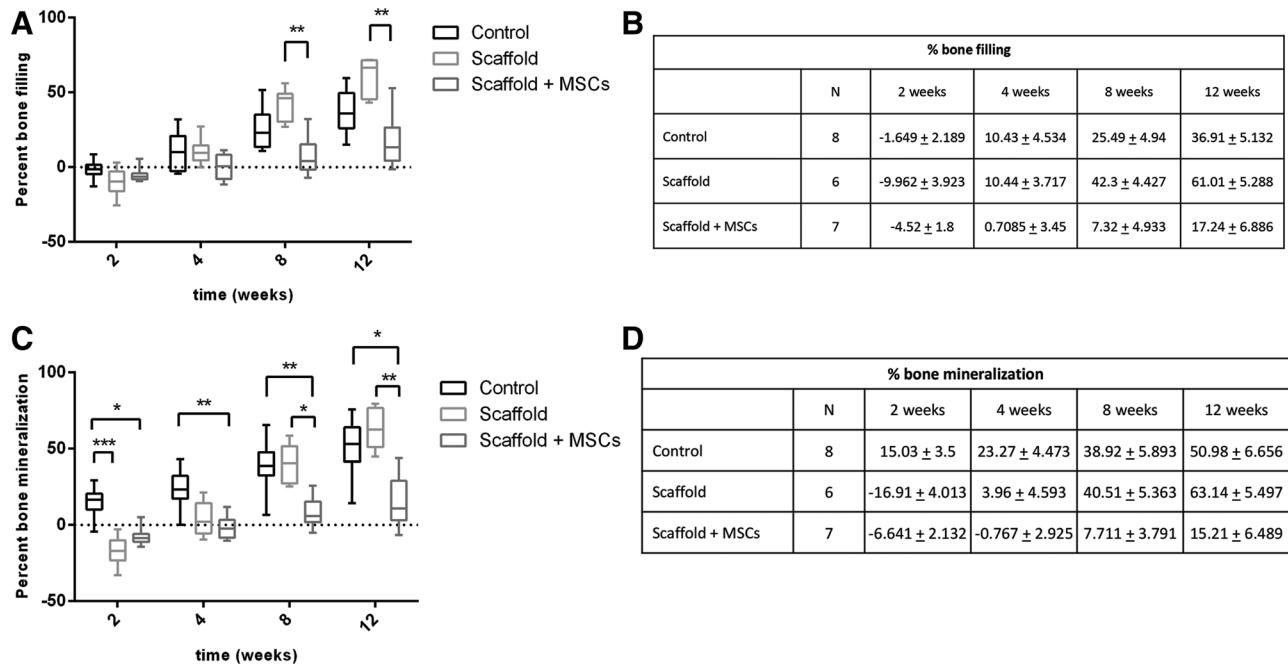 A
Percent bone filling
100
50
0
-50
**
**
2
4
8
12
time (weeks)
Control
Scaffold
Scaffold + MSCs
B
% bone filling
N 2 weeks 4 weeks 8 weeks 12 weeks
Control 8 -1.649 ± 2.189 10.43 ± 4.534 25.49 ± 4.94 36.91 ± 5.132
Scaffold 6 -9.962 ± 3.923 10.44 ± 3.717 42.3 ± 4.427 61.01 ± 5.288
Scaffold + MSCs 7 -4.52 ± 1.8 0.7085 ± 3.45 7.32 ± 4.933 17.24 ± 6.886
C
Percent bone mineralization
100
50
0
-50
*
***
**
**
*
*
**
2
4
8
12
time (weeks)
Control
Scaffold
Scaffold + MSCs
D
% bone mineralization
N 2 weeks 4 weeks 8 weeks 12 weeks
Control 8 15.03 ± 3.5 23.27 ± 4.473 38.92 ± 5.893 50.98 ± 6.656
Scaffold 6 -16.91 ± 4.013 3.96 ± 4.593 40.51 ± 5.363 63.14 ± 5.497
Scaffold + MSCs 7 -6.641 ± 2.132 -0.767 ± 2.925 7.711 ± 3.791 15.21 ± 6.489